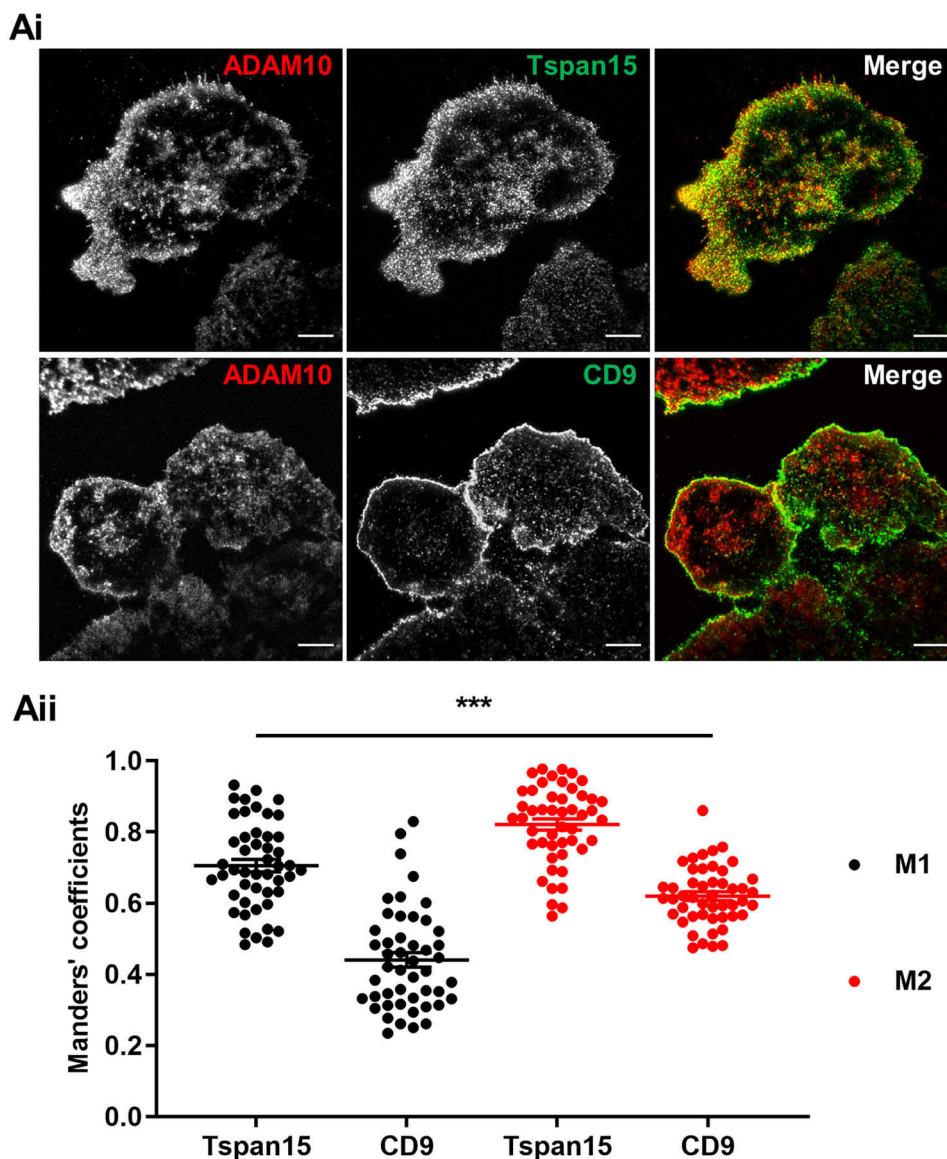 Ai
ADAM10
Tspan15
Merge
ADAM10
CD9
Merge
Aii
***
1.0
0.8
0.6
0.4
0.2
0.0
Manders' coefficients
Tspan15
CD9
Tspan15
CD9
M1
M2